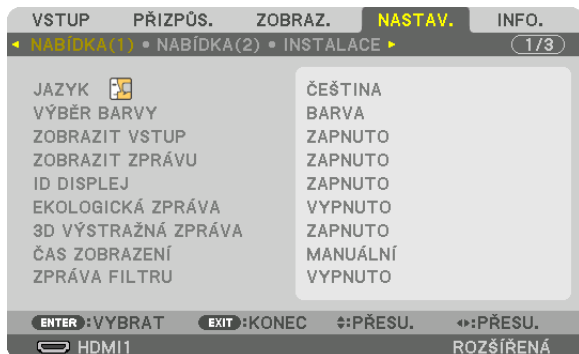 VSTUP PŘIZPŮS. ZOBRAZ. NASTAV. INFO.
NABÍDKA(1) • NABÍDKA(2) • INSTALACE 1/3
JAZYK ČEŠTINA
VÝBĚR BARVY BARVA
ZOBRAZIT VSTUP ZAPNUTO
ZOBRAZIT ZPRÁVU ZAPNUTO
ID DISPLEJ ZAPNUTO
EKOLOGICKÁ ZPRÁVA VYPNUTO
3D VÝSTRAŽNÁ ZPRÁVA ZAPNUTO
ČAS ZOBRAZENÍ MANUÁLNÍ
ZPRÁVA FILTRU VYPNUTO
ENTER :VYBRAT EXIT :KONEC :PŘESU. :PŘESU.
HDMI1 ROZŠÍŘENÁ